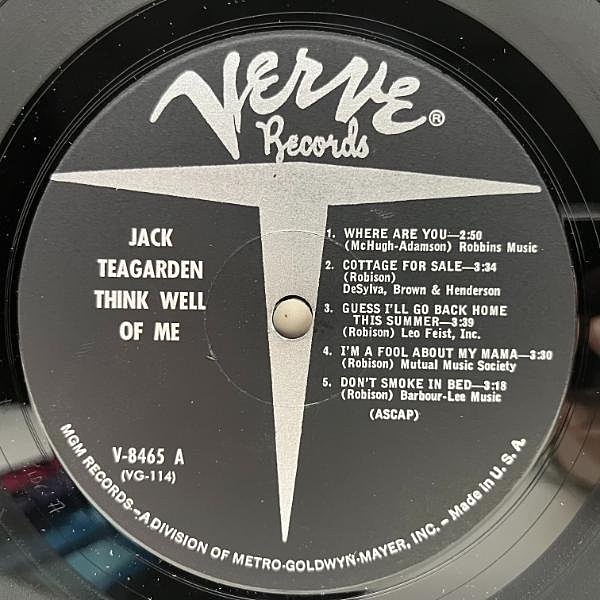 VERVE®
Records
JACK
TEAGARDEN
THINK WELL
OF ME
1. WHERE ARE YOU—2:50
(McHugh-Adamson) Robbins Music
2. COTTAGE FOR SALE—3:34
(Robison)
DeSylva, Brown & Henderson
3. GUESS I'LL GO BACK HOME
THIS SUMMER—3:39
(Robison) Leo Feist, Inc.
4. I'M A FOOL ABOUT MY MAMA—3:30
(Robison) Mutual Music Society
5. DON'T SMOKE IN BED—3:18
(Robison) Barbour-Lee Music
(ASCAP)
V-8465 A
(VG-114)
MGM RECORDS—A DIVISION OF METRO-GOLDWYN-MAYER, INC. – Made in U. S. A.